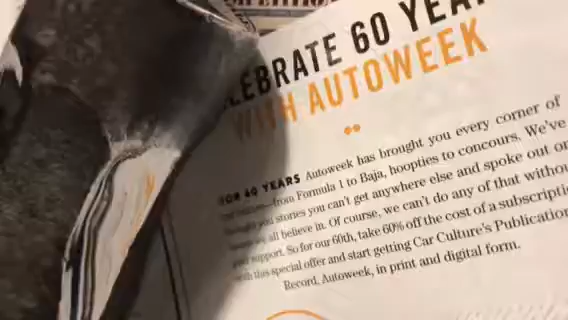 LEBRATE 60 YEA
WITH AUTOWEEK
FOR 60 YEARS Autoweek has brought you every corner of
from Formula 1 to Baja, hoopties to concours. We've
you stories you can't get anywhere else and spoke out on
all believe in. Of course, we can't do any of that withou
support. So for our 60th, take 60% off the cost of a subscripti
this special offer and start getting Car Culture's Publication
Record, Autoweek, in print and digital form.